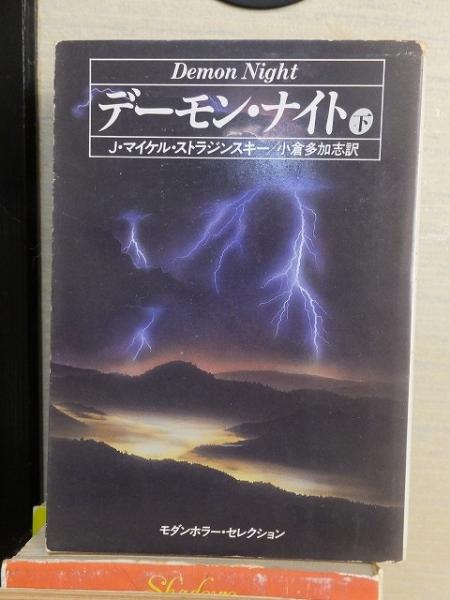 Demon Night
デーモン・ナイト 下
J・マイケル・ストラジンスキー/小倉多加志訳
モダンホラー・セレクション
Shadows